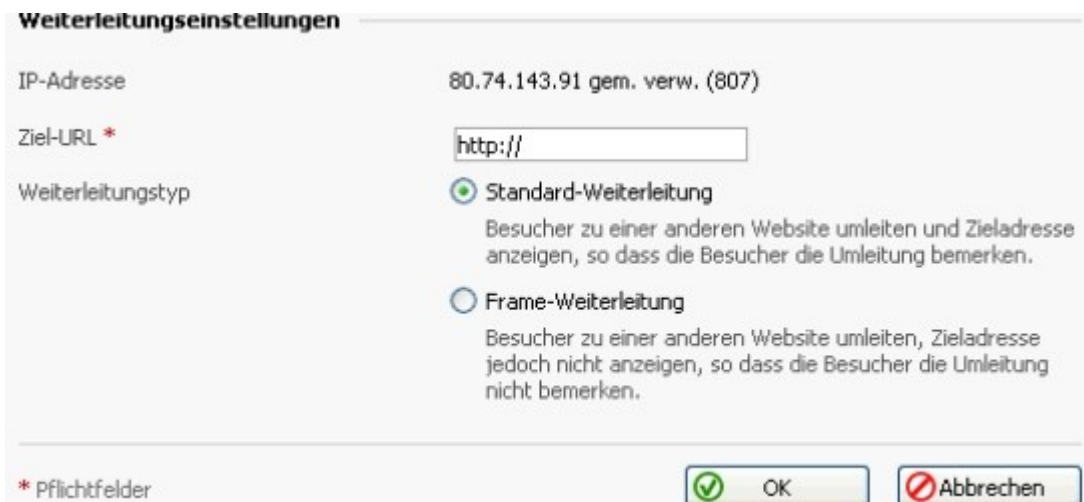 Weiterleitungseinstellungen
IP-Adresse 80.74.143.91 gem. verw. (807)
Ziel-URL * http://
Weiterleitungstyp Standard-Weiterleitung
Besucher zu einer anderen Website umleiten und Zieladresse
anzeigen, so dass die Besucher die Umleitung bemerken.
Frame-Weiterleitung
Besucher zu einer anderen Website umleiten, Zieladresse
jedoch nicht anzeigen, so dass die Besucher die Umleitung
nicht bemerken.
* Pflichtfelder OK Abbrechen